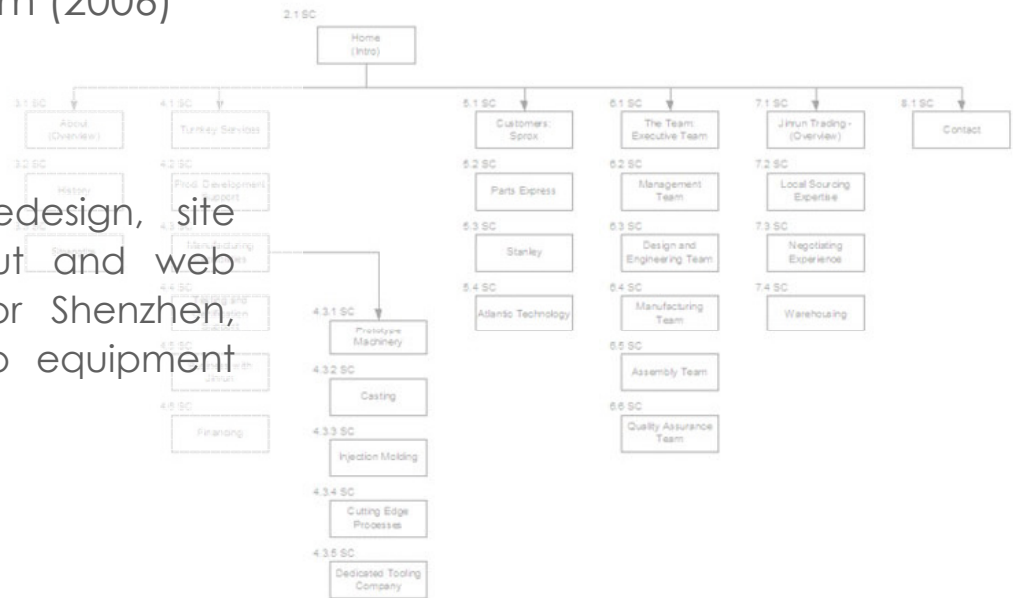 (2006)
2.1 SC
Home
(Intro)
3.1 SC
About
(Overview)
4.1 SC
Turnkey Services
5.1 SC
Customers:
Sprox
6.1 SC
The Team:
Executive Team
7.1 SC
Jinrun Trading -
(Overview)
8.1 SC
Contact
3.2 SC
History
4.2 SC
Prod. Development
Support
5.2 SC
Parts Express
6.2 SC
Management
Team
7.2 SC
Local Sourcing
Expertise
edesign, site
ut and web
or Shenzhen,
equipment
Manufacturing
5.3 SC
Stanley
6.3 SC
Design and
Engineering Team
7.3 SC
Negotiating
Experience
4.4 SC
Testing and
5.4 SC
Atlantic Technology
6.4 SC
Manufacturing
Team
7.4 SC
Warehousing
4.3.1 SC
Prototype
Machinery
4.5 SC
6.5 SC
Assembly Team
4.3.2 SC
Casting
4.6 SC
Financing
6.6 SC
Quality Assurance
Team
4.3.3 SC
Injection Molding
4.3.4 SC
Cutting Edge
Processes
4.3.5 SC
Dedicated Tooling
Company